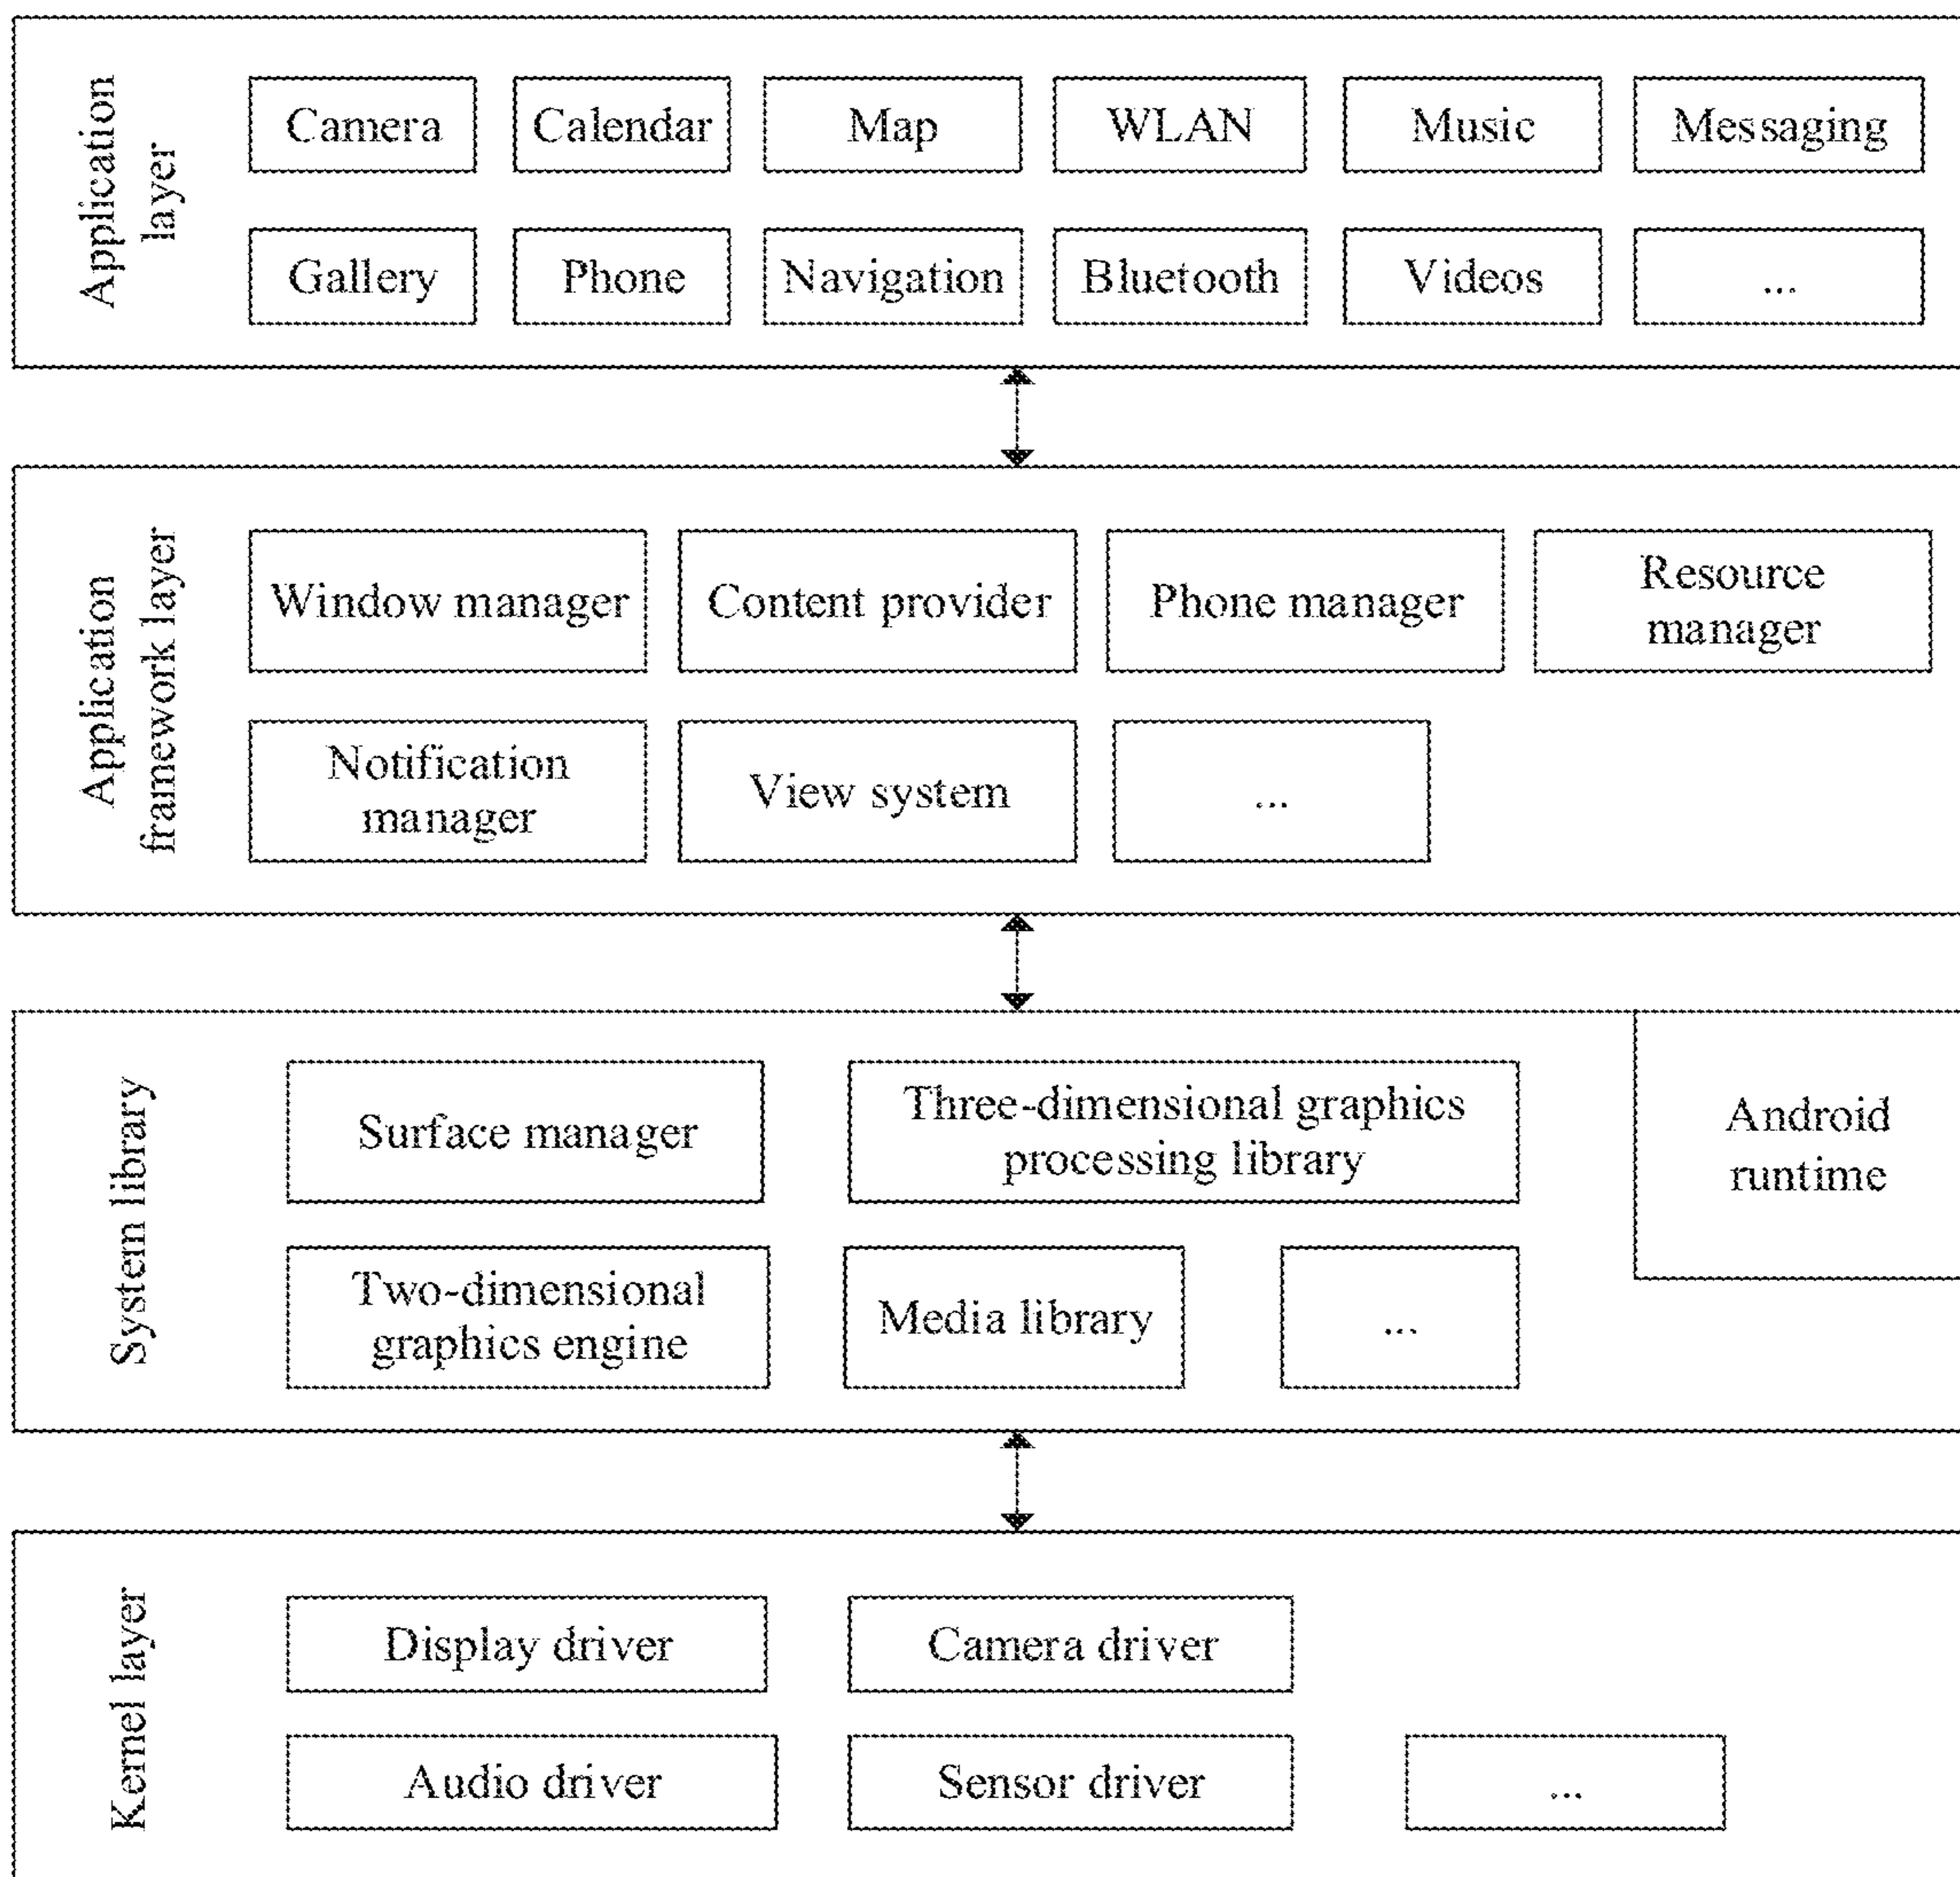 Application
layer
Camera
Calendar
Map
WLAN
Music
Messaging
Gallery
Phone
Navigation
Bluetooth
Videos
...
Application
framework layer
Window manager
Content provider
Phone manager
Resource
manager
Notification
manager
View system
...
System library
Surface manager
Three-dimensional graphics
processing library
Android
runtime
Two-dimensional
graphics engine
Media library
...
Kernel layer
Display driver
Camera driver
Audio driver
Sensor driver
...